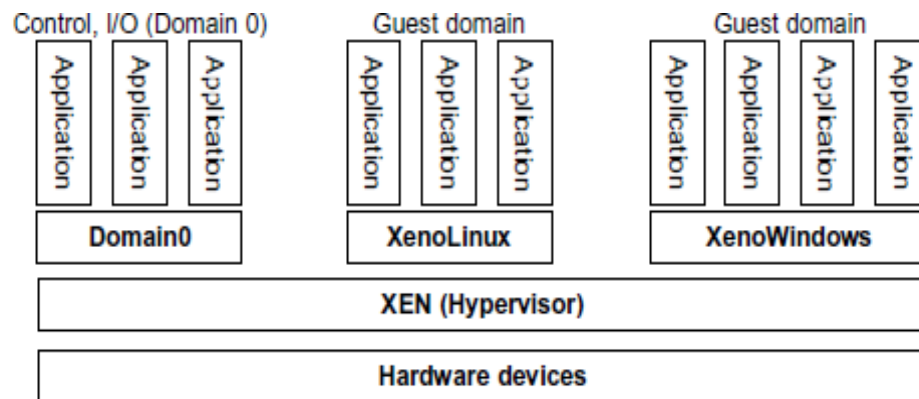 Control, I/O (Domain 0) Guest domain Guest domain
Application Application Application Application Application Application Application Application Application Application
Domain0 XenoLinux XenoWindows
XEN (Hypervisor)
Hardware devices